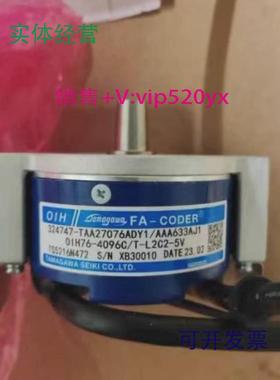 实体经营
销售+V:vip520yx
OIH Tamagawa FA-CODER
324747-TAA27076ADY1/AAA633AJ1
OIH76-4096C/T-L2C2-5V
705216N472 S/N XB30010 DATE 23.02
TAMAGAWA SEIKI CO.,LTD.
可开发票